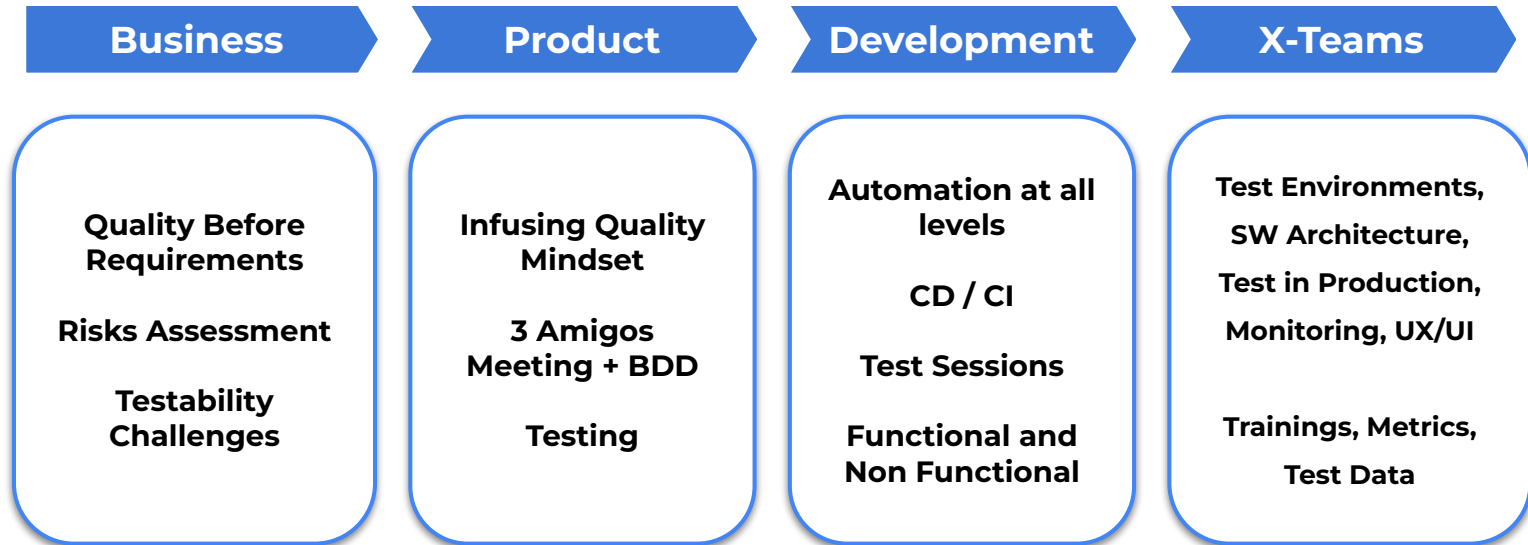 Business
Product
Development
X-Teams
Quality Before
Requirements
Risks Assessment
Testability
Challenges
Infusing Quality
Mindset
3 Amigos
Meeting + BDD
Testing
Automation at all
levels
CD / CI
Test Sessions
Functional and
Non Functional
Test Environments,
SW Architecture,
Test in Production,
Monitoring, UX/UI
Trainings, Metrics,
Test Data